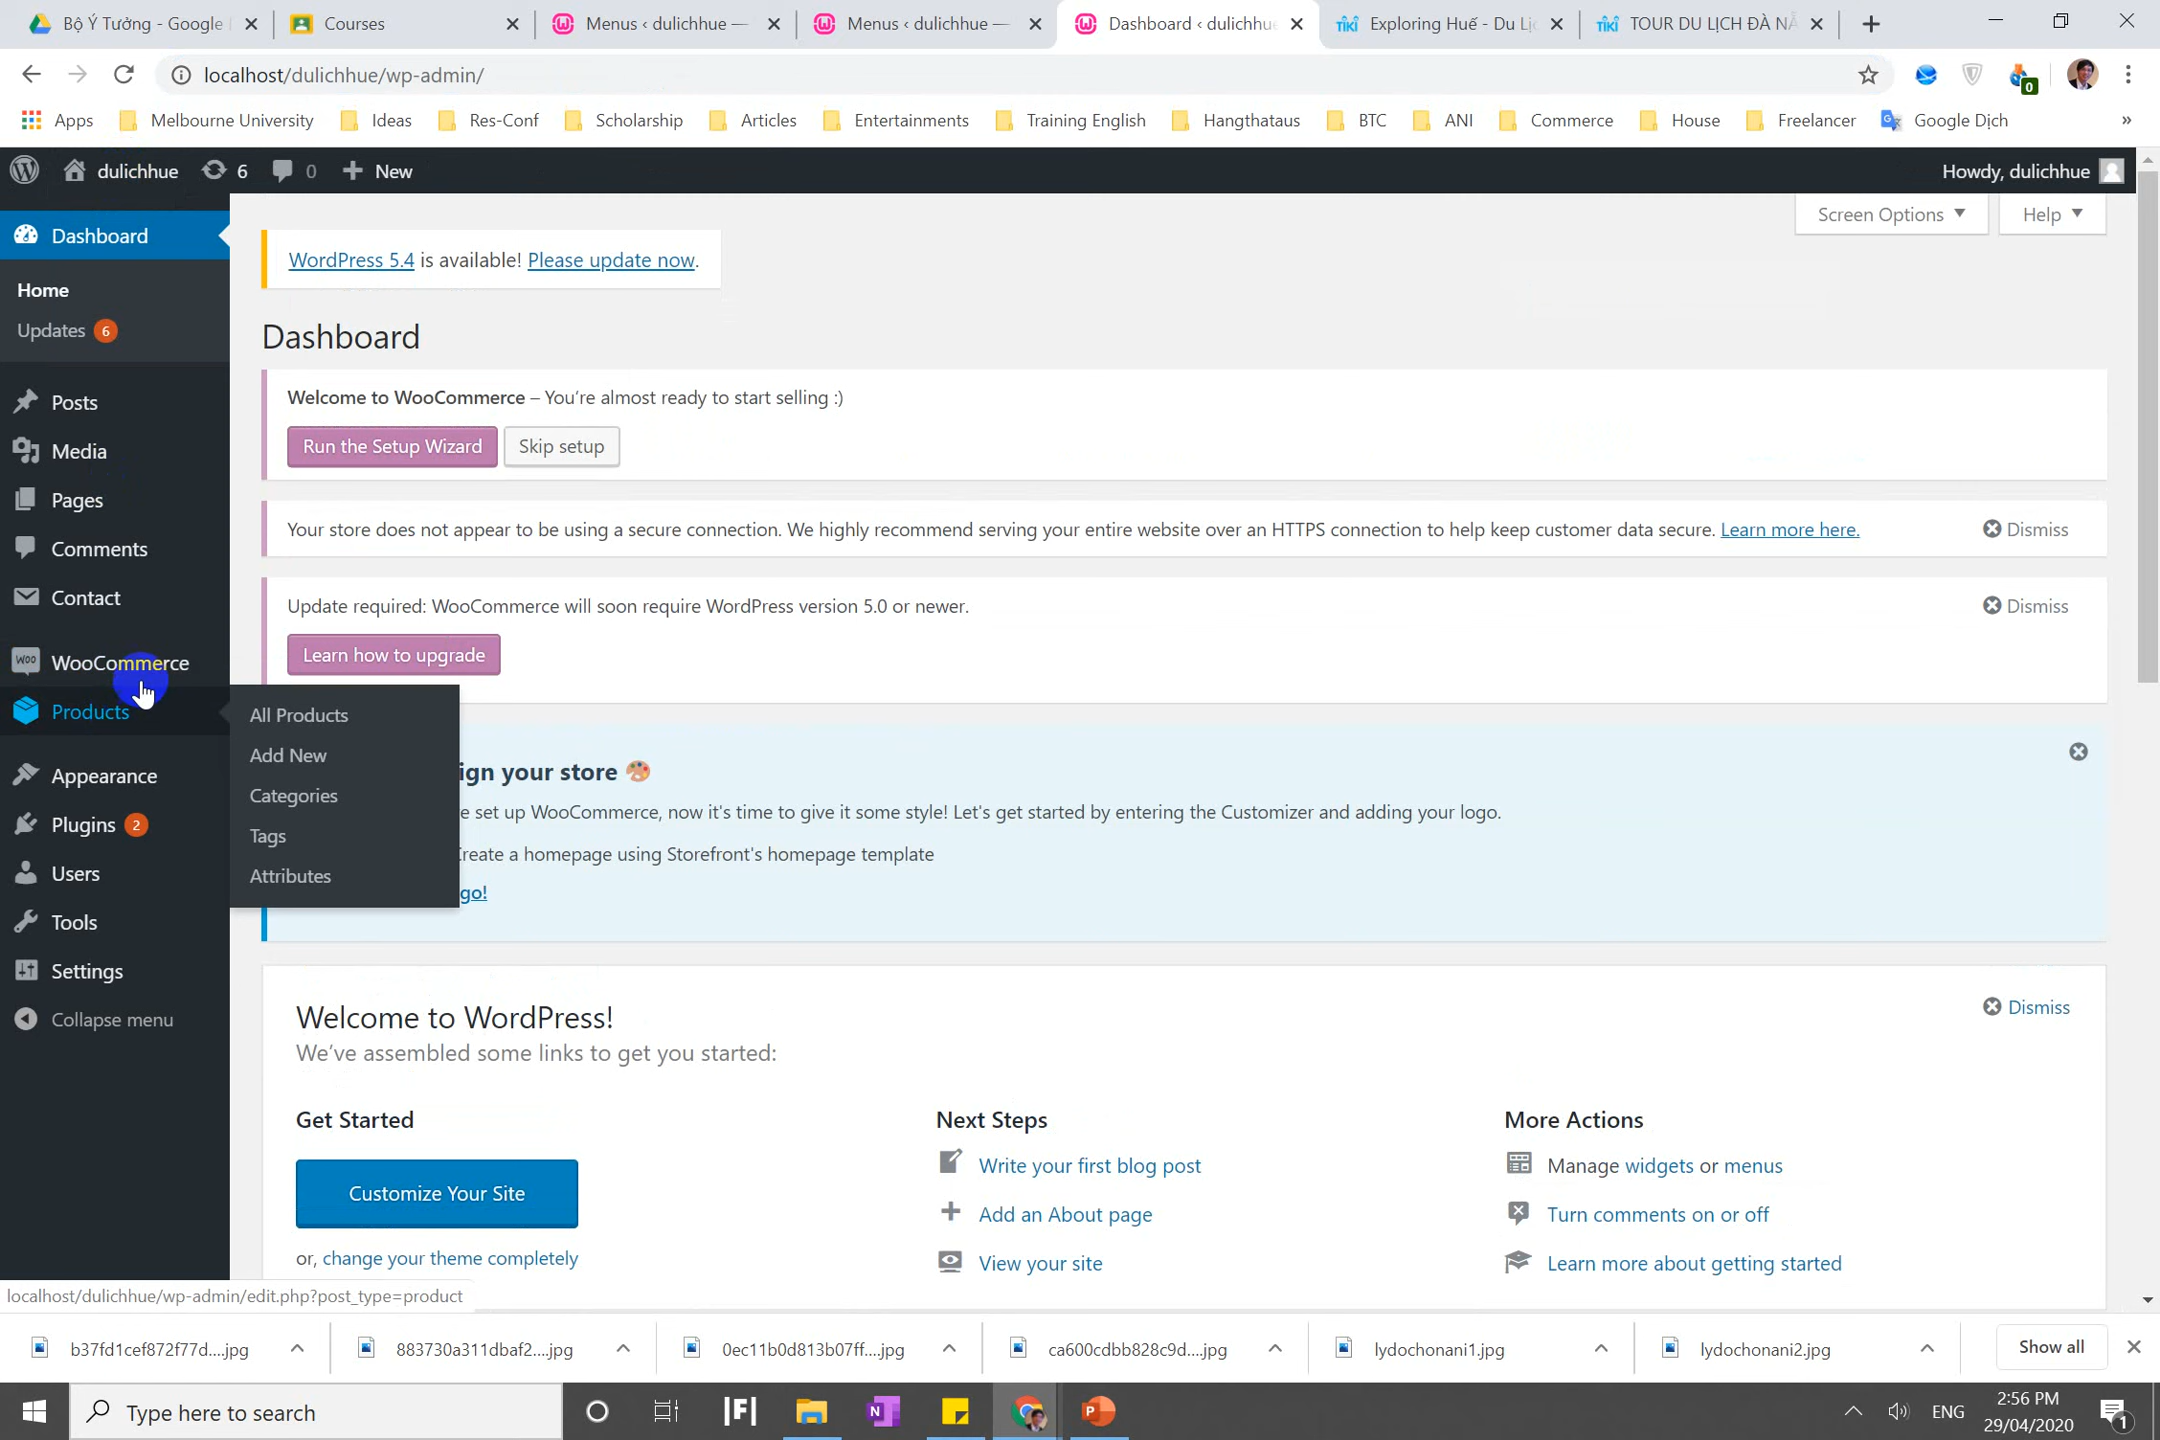 Bộ Ý Tưởng - Google
Courses
Menus ‹ dulichhue —
Menus ‹ dulichhue —
Dashboard ‹ dulichhue
Exploring Huế - Du Lị
TOUR DU LỊCH ĐÀ NẴ
localhost/dulichhue/wp-admin/
0
Apps
Melbourne University
Ideas
Res-Conf
Scholarship
Articles
Entertainments
Training English
Hangthataus
BTC
ANI
Commerce
House
Freelancer
Google Dịch
»
dulichhue
6
0
New
Howdy, dulichhue
Screen Options
Help
Dashboard
Home
Updates 6
Posts
Media
Pages
Comments
Contact
WooCommerce
Products
Appearance
Plugins 2
Users
Tools
Settings
Collapse menu
All Products
Add New
Categories
Tags
Attributes
WordPress 5.4 is available! Please update now.
Dashboard
Welcome to WooCommerce – You're almost ready to start selling :)
Run the Setup Wizard
Skip setup
Your store does not appear to be using a secure connection. We highly recommend serving your entire website over an HTTPS connection to help keep customer data secure. Learn more here.
Dismiss
Update required: WooCommerce will soon require WordPress version 5.0 or newer.
Dismiss
Learn how to upgrade
ign your store
e set up WooCommerce, now it's time to give it some style! Let's get started by entering the Customizer and adding your logo.
Create a homepage using Storefront's homepage template
go!
Welcome to WordPress!
Dismiss
We've assembled some links to get you started:
Get Started
Customize Your Site
or, change your theme completely
Next Steps
Write your first blog post
Add an About page
View your site
More Actions
Manage widgets or menus
Turn comments on or off
Learn more about getting started
localhost/dulichhue/wp-admin/edit.php?post_type=product
b37fd1cef872f77d....jpg
883730a311dbaf2....jpg
0ec11b0d813b07ff....jpg
ca600cdbb828c9d....jpg
lydochonani1.jpg
lydochonani2.jpg
Show all
Type here to search
ENG
2:56 PM
29/04/2020
1